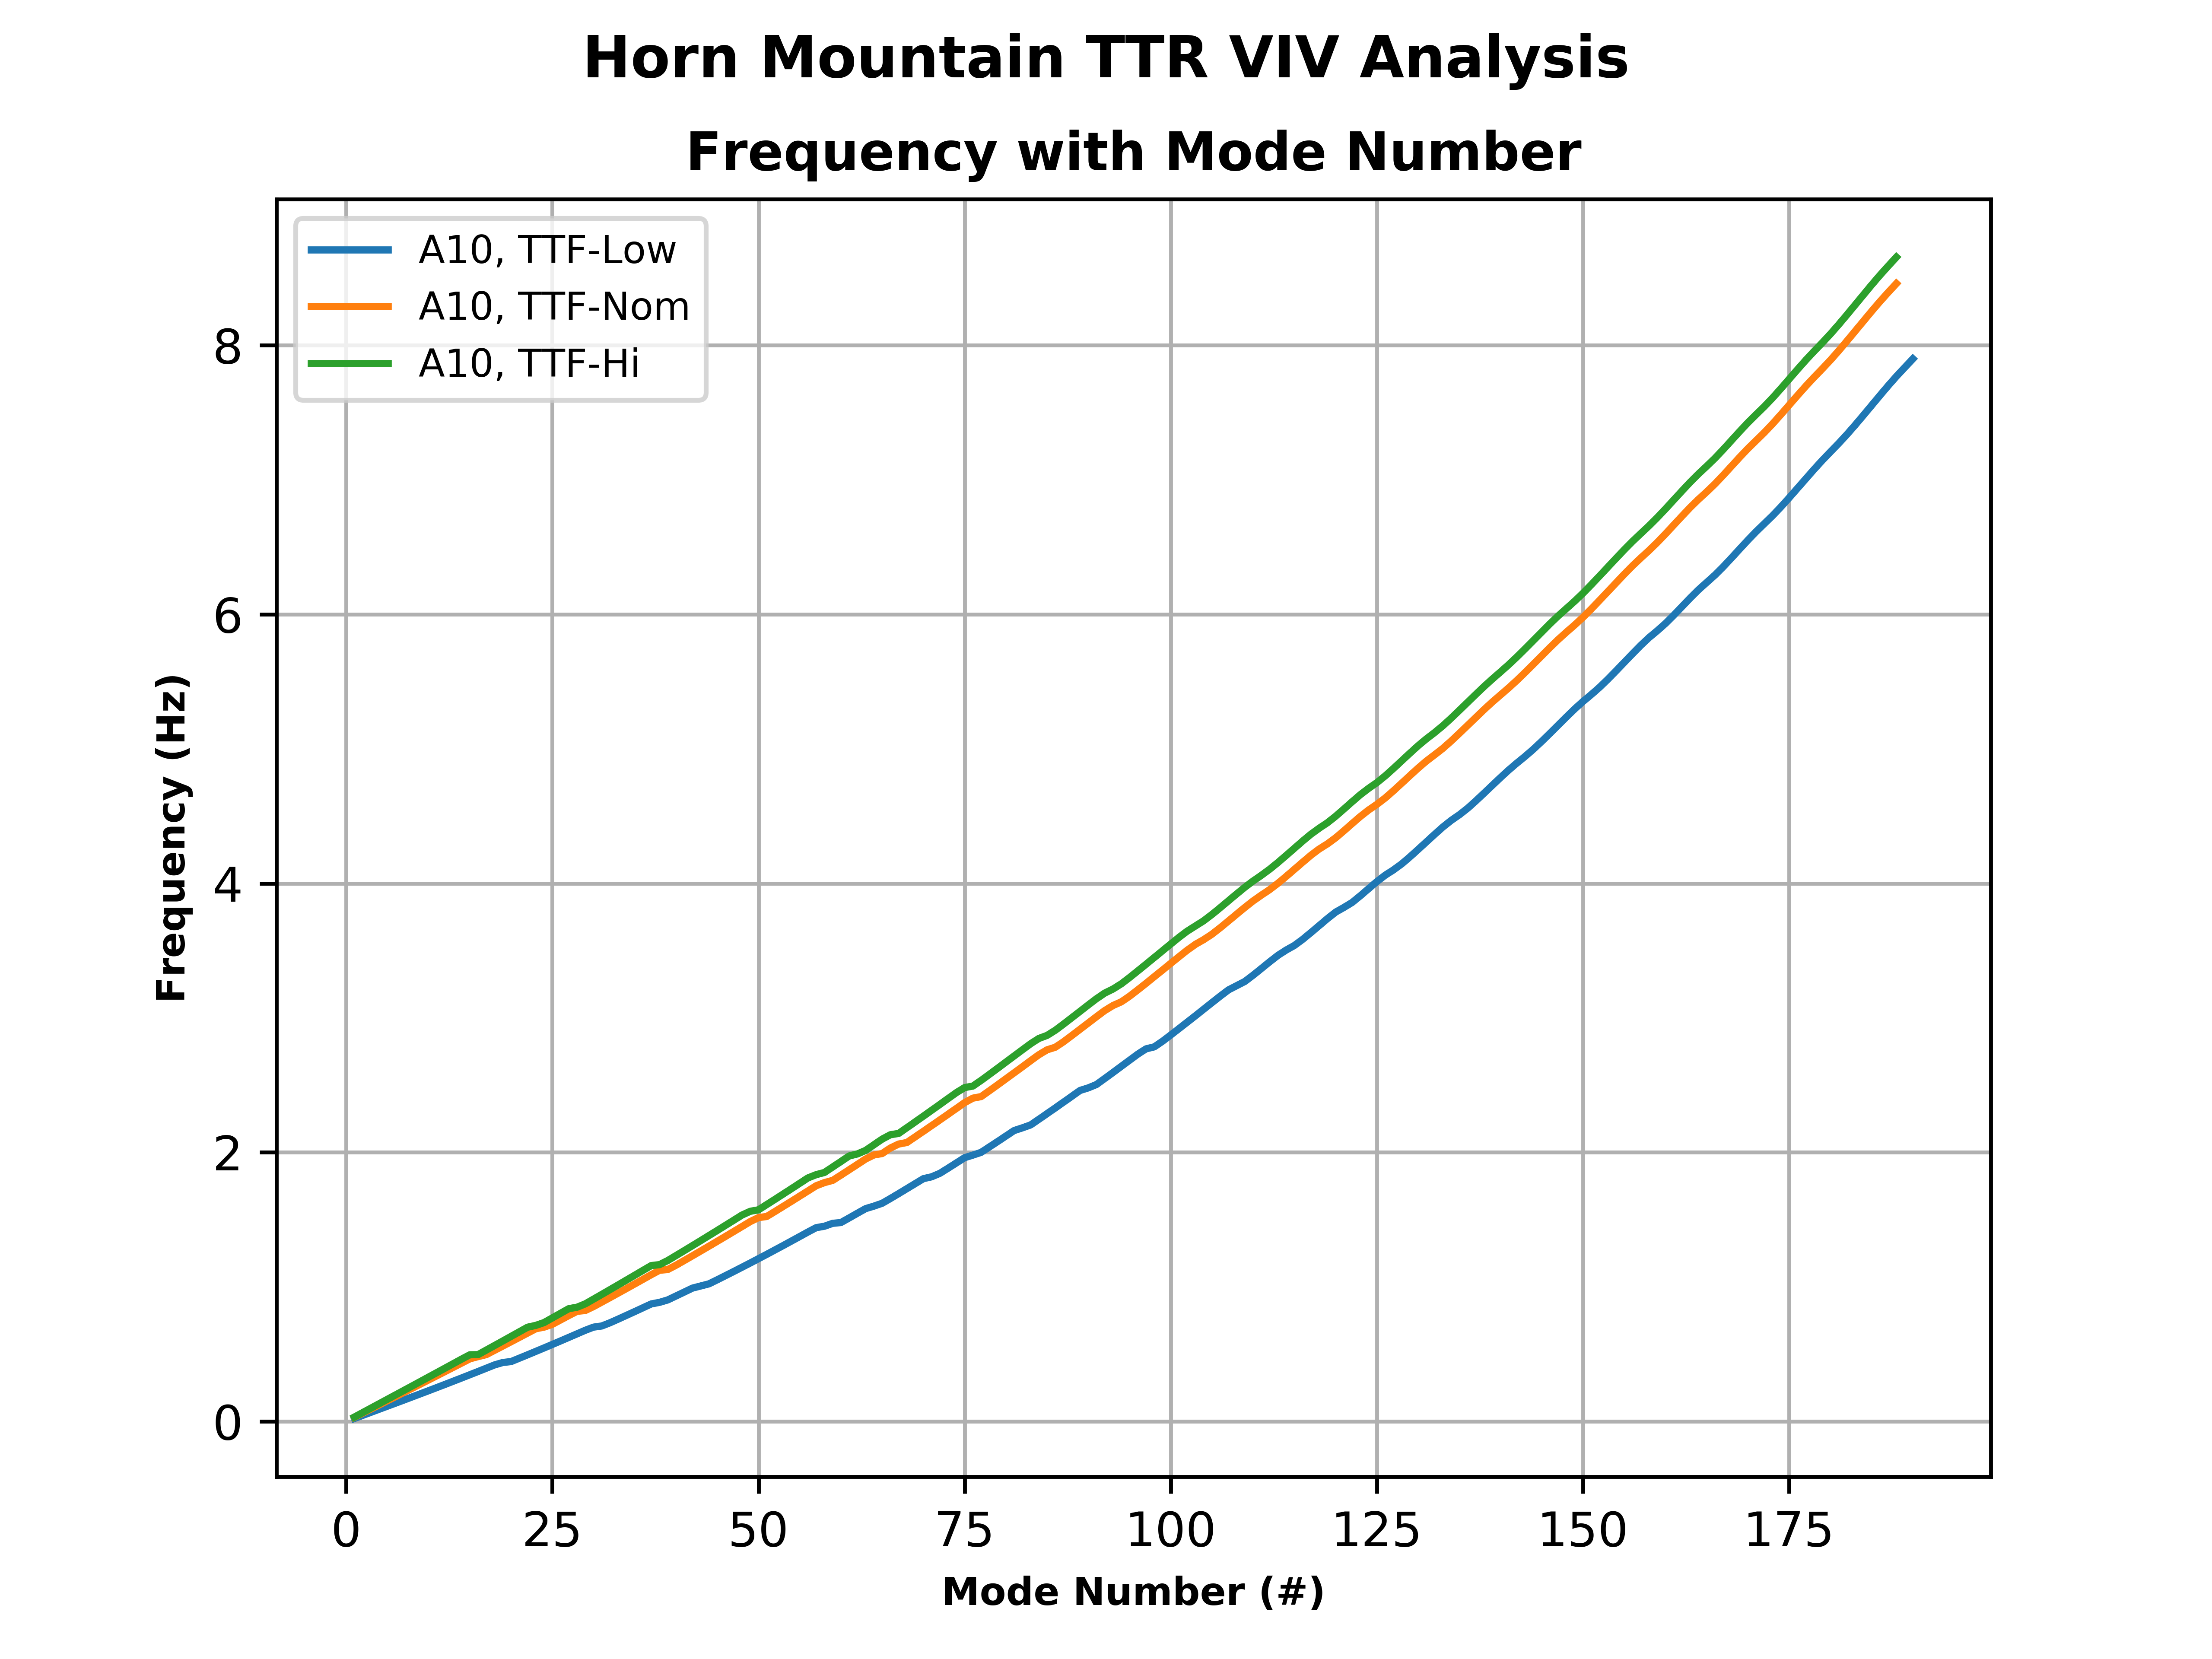 Horn Mountain TTR VIV Analysis
Frequency with Mode Number
A10, TTF-Low
A10, TTF-Nom
A10, TTF-Hi
8
6
4
2
0
Frequency (Hz)
0 25 50 75 100 125 150 175
Mode Number (#)